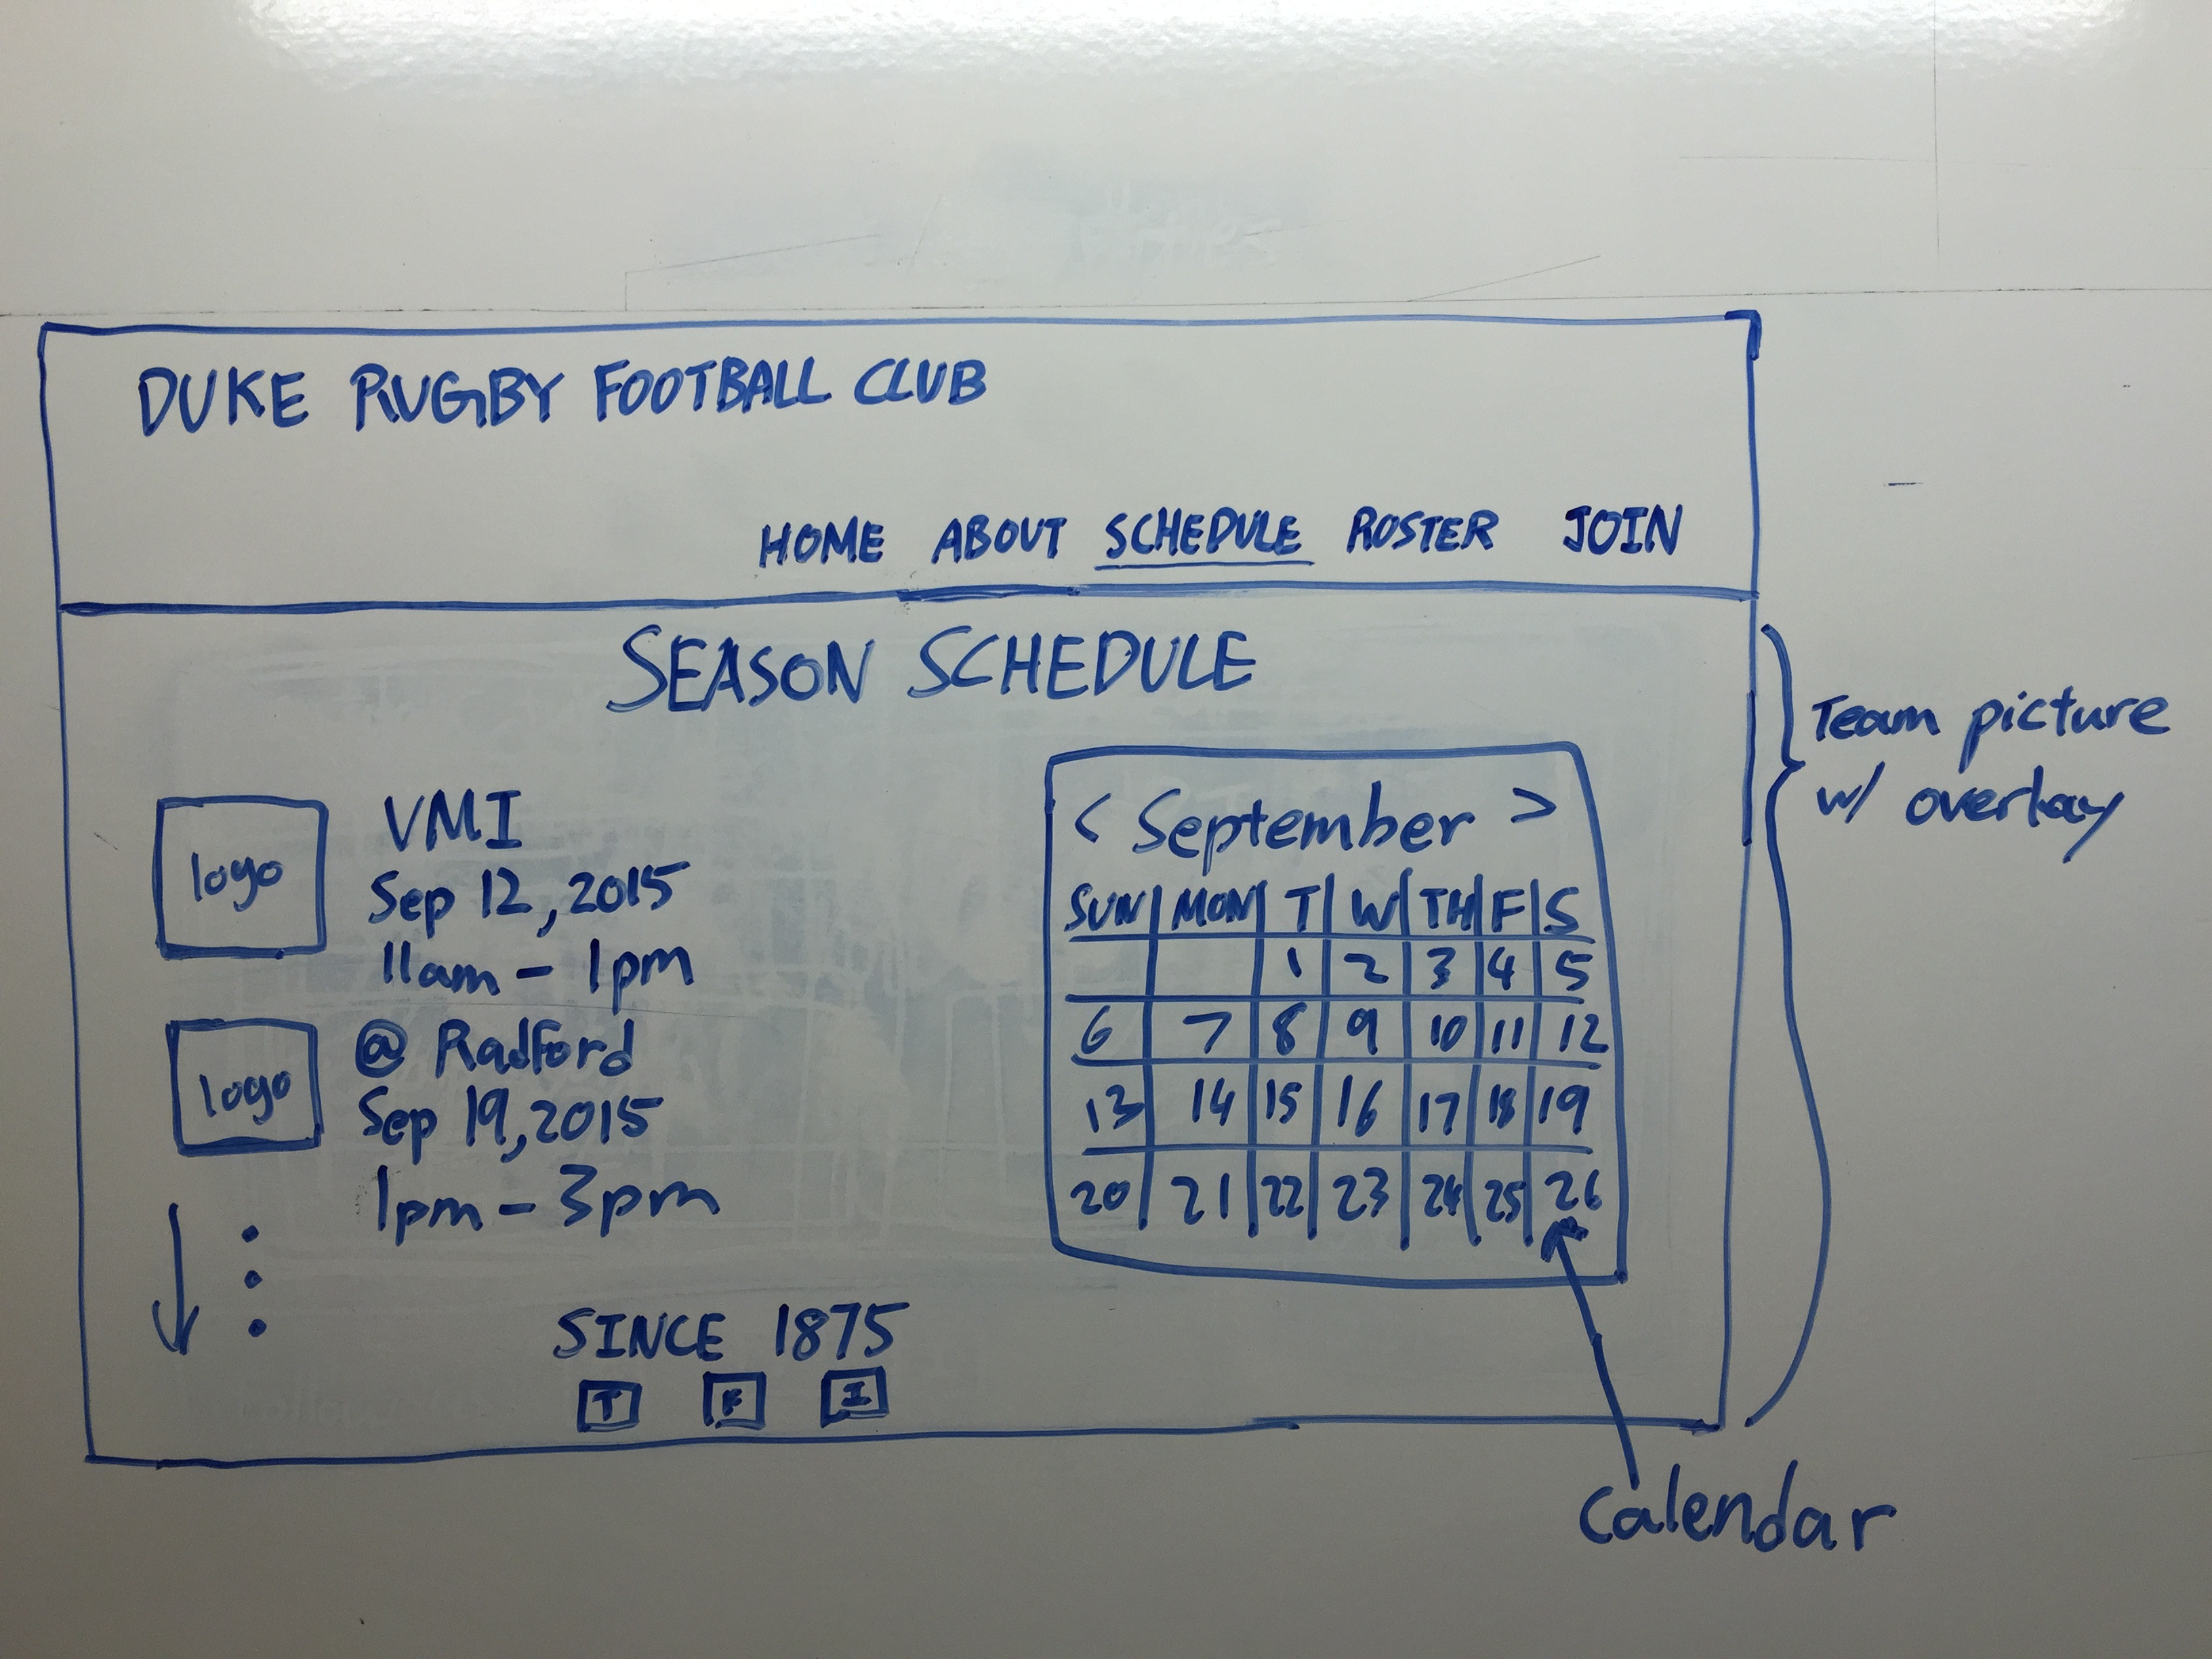 DUKE RUGBY FOOTBALL CLUB
HOME ABOUT SCHEDULE ROSTER JOIN
SEASON SCHEDULE
Team picture
w/ overlay
logo
VMI
Sep 12, 2015
11am - 1pm
logo
@ Radford
Sep 19, 2015
1pm - 3pm
< September >
SUN MON T W TH F S
1 2 3 4 5
6 7 8 9 10 11 12
13 14 15 16 17 18 19
20 21 22 23 24 25 26
SINCE 1875
T F I
Calendar